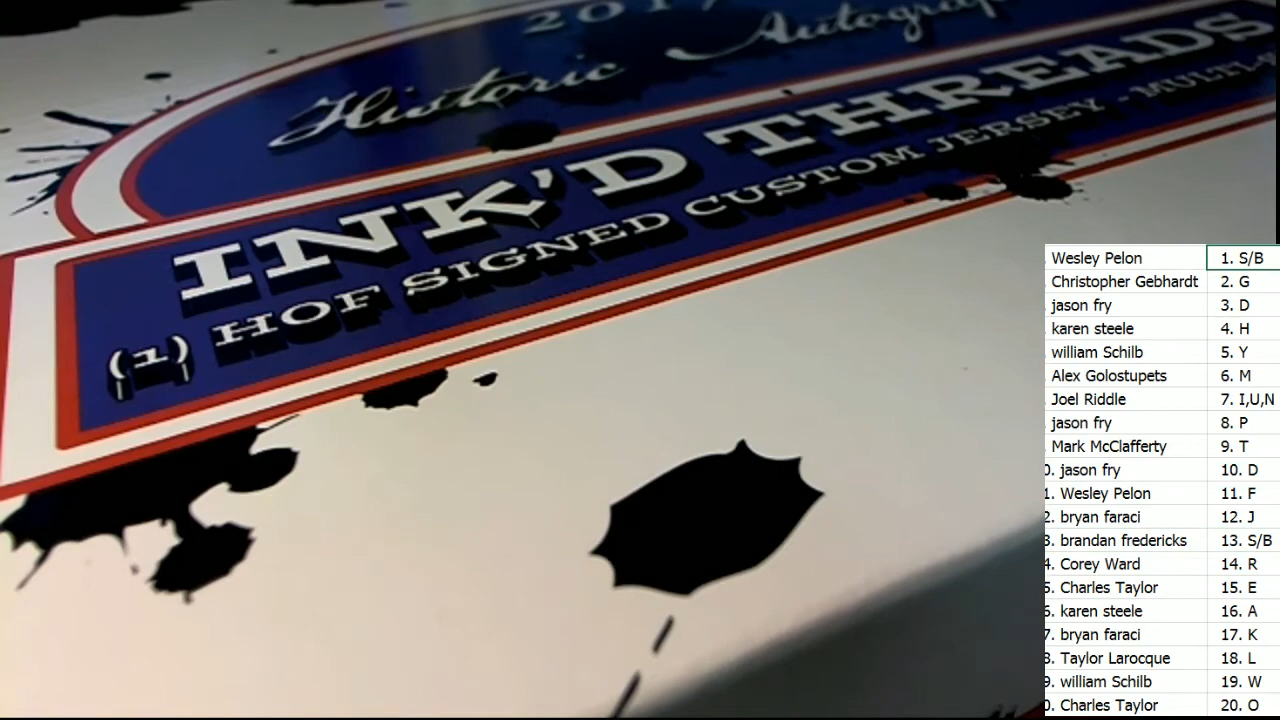 Historic
INK'D THREADS
(1) HOF SIGNED CUSTOM JERSEY
Wesley Pelon 1. S/B
Christopher Gebhardt 2. G
jason fry 3. D
karen steele 4. H
william Schilb 5. Y
Alex Golostupets 6. M
Joel Riddle 7. I,U,N
jason fry 8. P
Mark McClafferty 9. T
jason fry 10. D
Wesley Pelon 11. F
bryan faraci 12. J
brandan fredericks 13. S/B
Corey Ward 14. R
Charles Taylor 15. E
karen steele 16. A
bryan faraci 17. K
Taylor Larocque 18. L
william Schilb 19. W
Charles Taylor 20. O